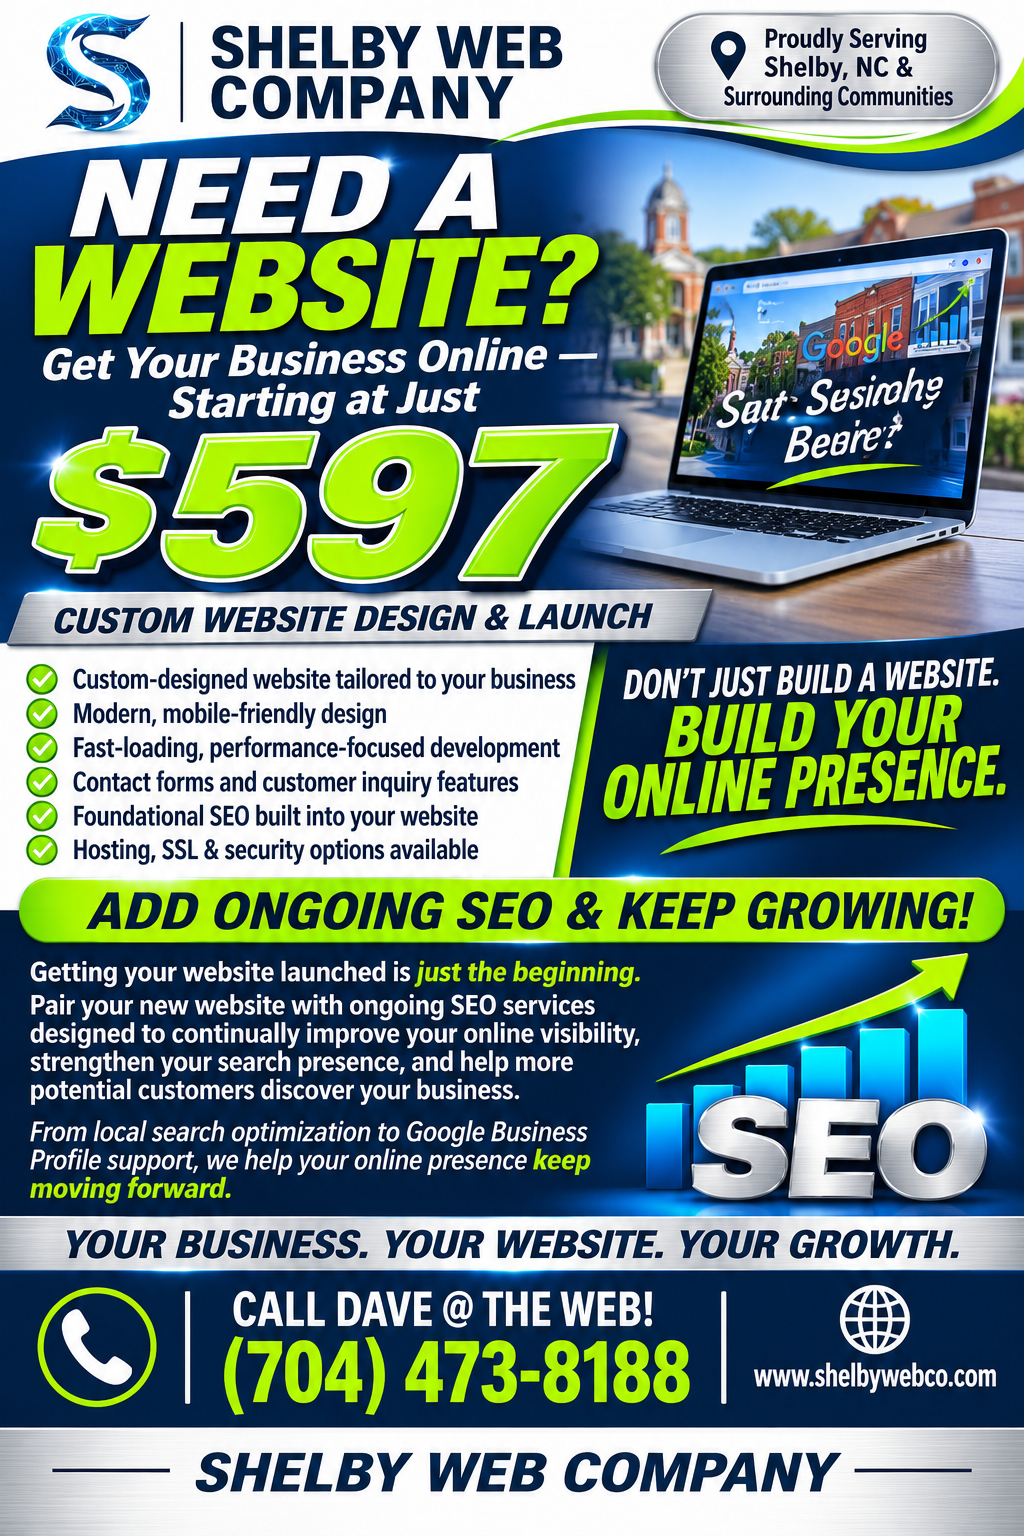 SHELBY WEB
COMPANY
Proudly Serving
Shelby, NC &
Surrounding Communities
NEED A
WEBSITE?
Get Your Business Online —
Starting at Just
$597
Google
CUSTOM WEBSITE DESIGN & LAUNCH
Custom-designed website tailored to your business
Modern, mobile-friendly design
Fast-loading, performance-focused development
Contact forms and customer inquiry features
Foundational SEO built into your website
Hosting, SSL & security options available
DON'T JUST BUILD A WEBSITE.
BUILD YOUR
ONLINE PRESENCE.
ADD ONGOING SEO & KEEP GROWING!
Getting your website launched is just the beginning.
Pair your new website with ongoing SEO services
designed to continually improve your online visibility,
strengthen your search presence, and help more
potential customers discover your business.
From local search optimization to Google Business
Profile support, we help your online presence keep
moving forward.
SEO
YOUR BUSINESS. YOUR WEBSITE. YOUR GROWTH.
CALL DAVE @ THE WEB!
(704) 473-8188
www.shelbywebco.com
SHELBY WEB COMPANY